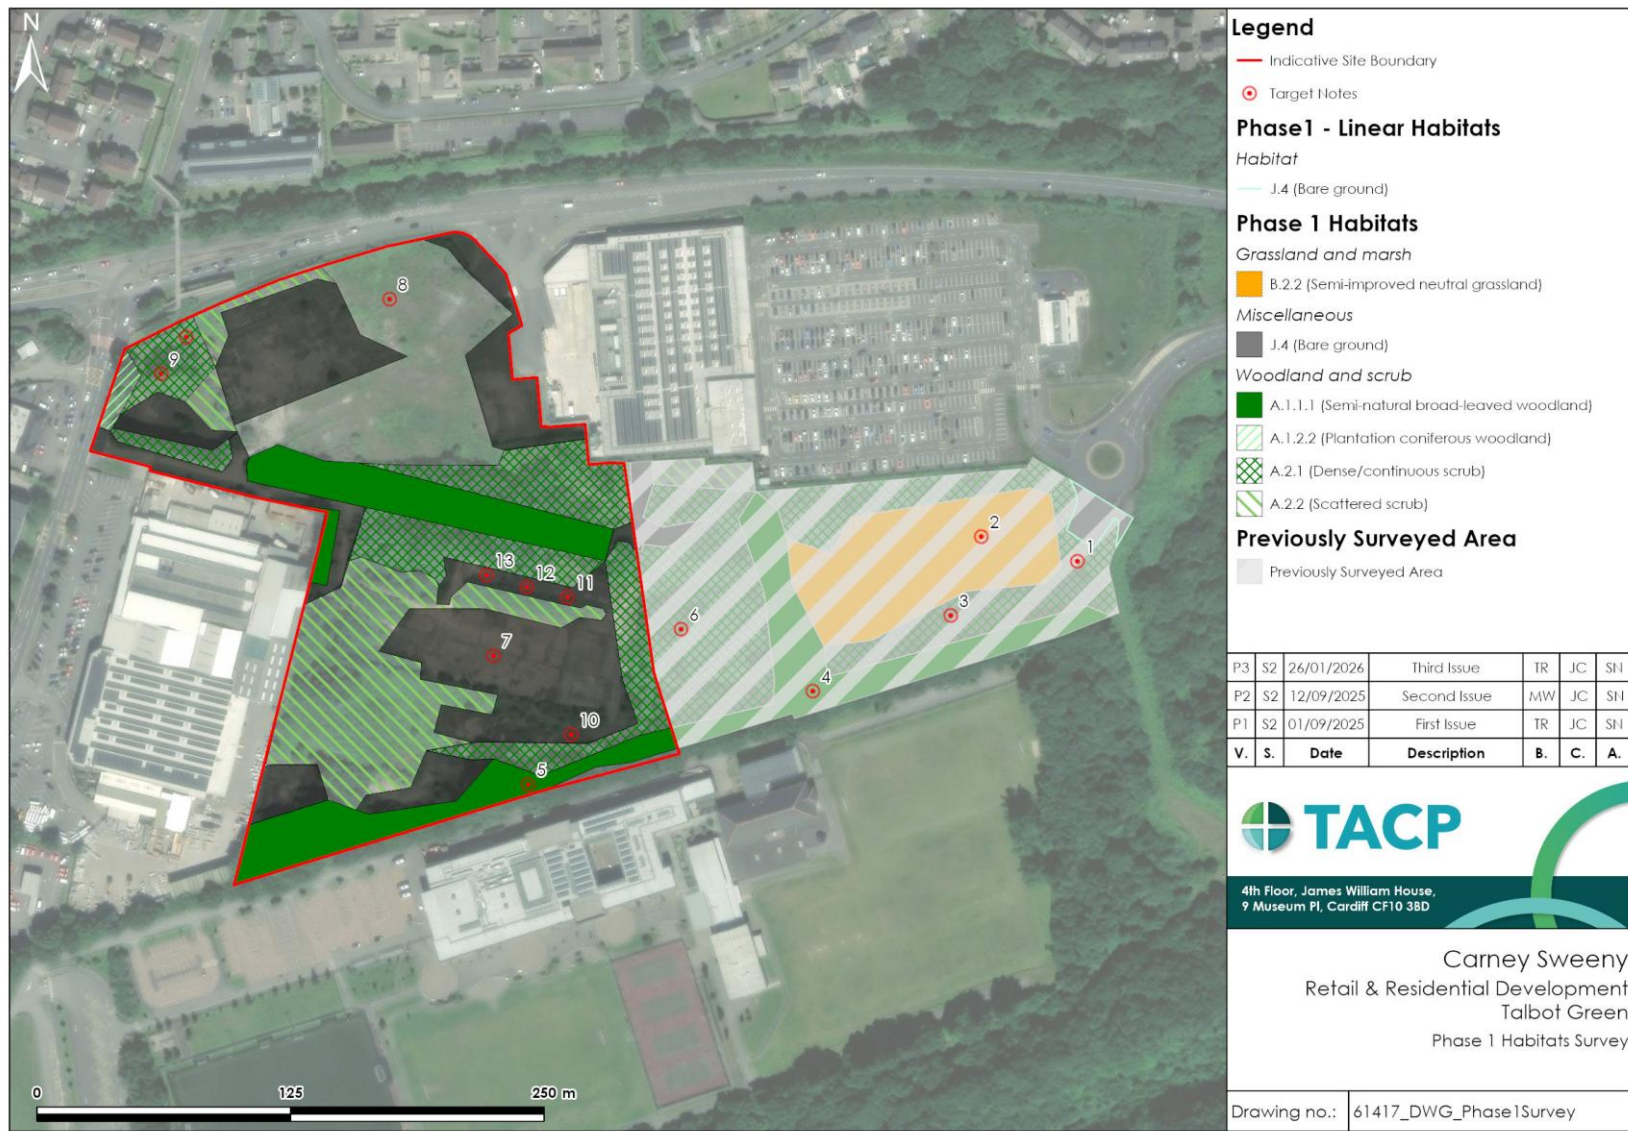 N
8
9
13
12
11
7
10
5
6
2
1
3
4
0
125
250 m
Legend
Indicative Site Boundary
Target Notes
Phase1 - Linear Habitats
Habitat
J.4 (Bare ground)
Phase 1 Habitats
Grassland and marsh
B.2.2 (Semi-improved neutral grassland)
Miscellaneous
J.4 (Bare ground)
Woodland and scrub
A.1.1.1 (Semi-natural broad-leaved woodland)
A.1.2.2 (Plantation coniferous woodland)
A.2.1 (Dense/continuous scrub)
A.2.2 (Scattered scrub)
Previously Surveyed Area
Previously Surveyed Area
P3 S2 26/01/2026 Third Issue TR JC SN
P2 S2 12/09/2025 Second Issue MW JC SN
P1 S2 01/09/2025 First Issue TR JC SN
V. S. Date Description B. C. A.
TACP
4th Floor, James William House,
9 Museum Pl, Cardiff CF10 3BD
Carney Sweeny
Retail & Residential Development
Talbot Green
Phase 1 Habitats Survey
Drawing no.: 61417_DWG_Phase1Survey